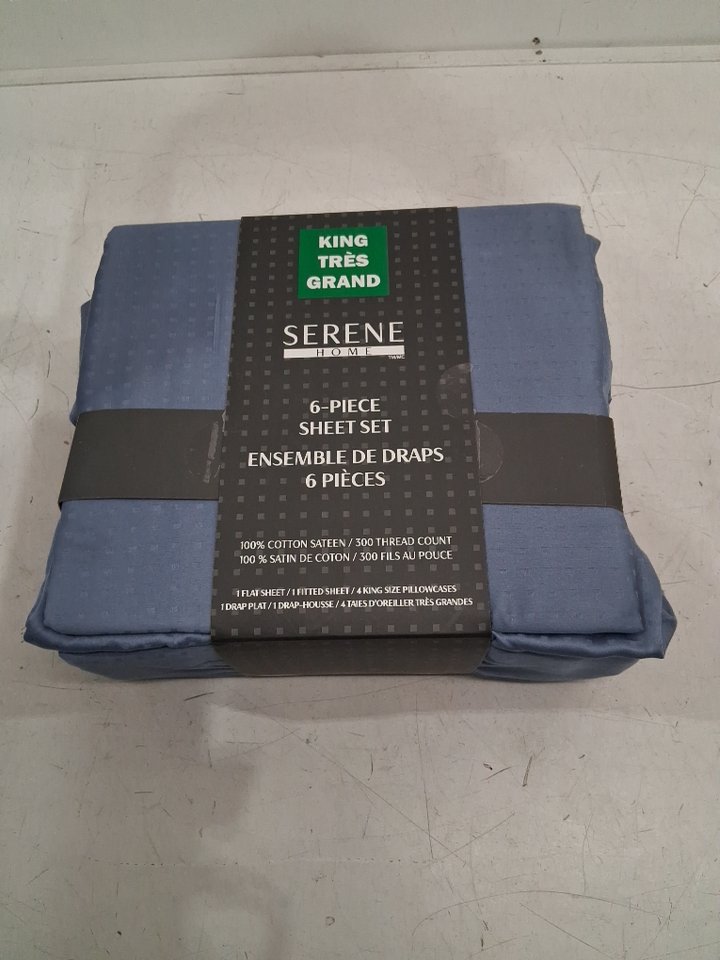 KING
TRÈS
GRAND
SERENE
HOME
TM/MC
6-PIECE
SHEET SET
ENSEMBLE DE DRAPS
6 PIÈCES
100% COTTON SATEEN / 300 THREAD COUNT
100 % SATIN DE COTON / 300 FILS AU POUCE
1 FLAT SHEET / 1 FITTED SHEET / 4 KING SIZE PILLOWCASES
1 DRAP PLAT / 1 DRAP-HOUSSE / 4 TAIES D'OREILLER TRÈS GRANDES